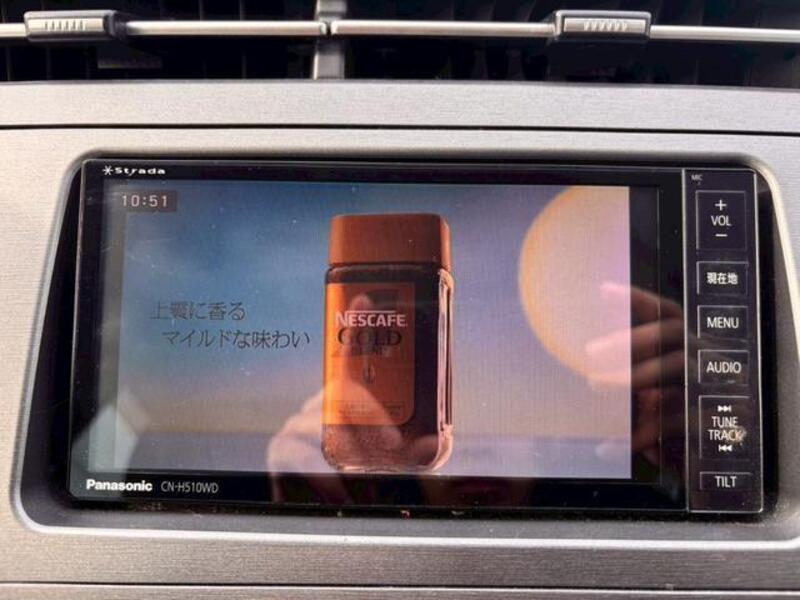 Strada
MIC
10:51
上質に香る
マイルドな味わい
NESCAFE
GOLD
BLEND
+
VOL
−
現在地
MENU
AUDIO
TUNE
TRACK
TILT
Panasonic CN-H510WD